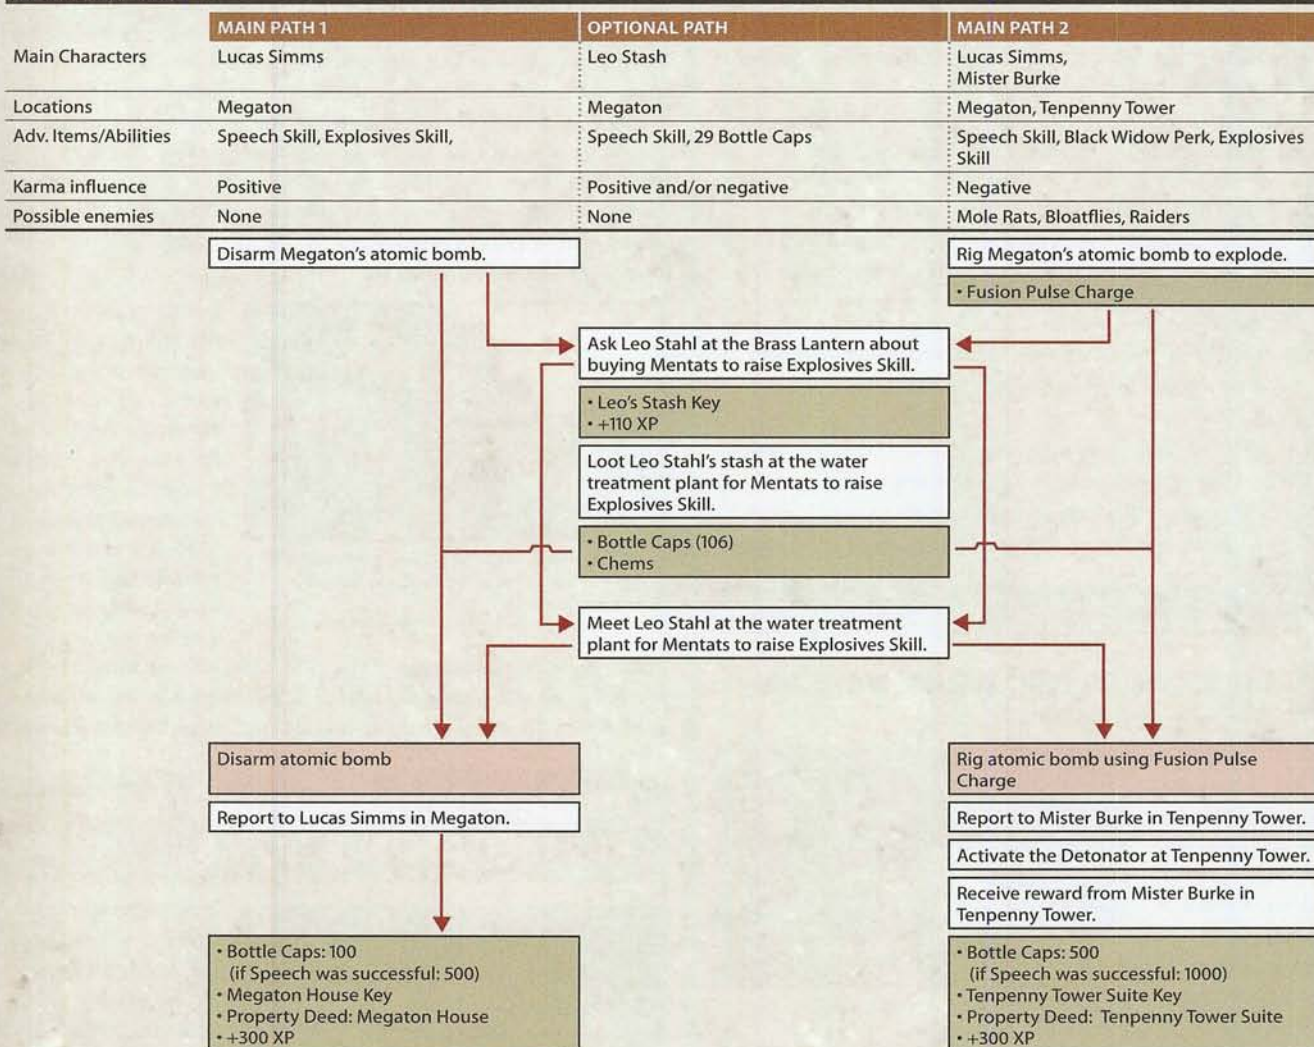 MAIN PATH 1
OPTIONAL PATH
MAIN PATH 2
Main Characters
Lucas Simms
Leo Stash
Lucas Simms,
Mister Burke
Locations
Megaton
Megaton
Megaton, Tenpenny Tower
Adv. Items/Abilities
Speech Skill, Explosives Skill,
Speech Skill, 29 Bottle Caps
Speech Skill, Black Widow Perk, Explosives
Skill
Karma influence
Positive
Positive and/or negative
Negative
Possible enemies
None
None
Mole Rats, Bloatflies, Raiders
Disarm Megaton's atomic bomb.
Rig Megaton's atomic bomb to explode.
• Fusion Pulse Charge
Ask Leo Stahl at the Brass Lantern about
buying Mentats to raise Explosives Skill.
• Leo's Stash Key
• +110 XP
Loot Leo Stahl's stash at the water
treatment plant for Mentats to raise
Explosives Skill.
• Bottle Caps (106)
• Chems
Meet Leo Stahl at the water treatment
plant for Mentats to raise Explosives Skill.
Disarm atomic bomb
Report to Lucas Simms in Megaton.
• Bottle Caps: 100
(if Speech was successful: 500)
• Megaton House Key
• Property Deed: Megaton House
• +300 XP
Rig atomic bomb using Fusion Pulse
Charge
Report to Mister Burke in Tenpenny Tower.
Activate the Detonator at Tenpenny Tower.
Receive reward from Mister Burke in
Tenpenny Tower.
• Bottle Caps: 500
(if Speech was successful: 1000)
• Tenpenny Tower Suite Key
• Property Deed: Tenpenny Tower Suite
• +300 XP